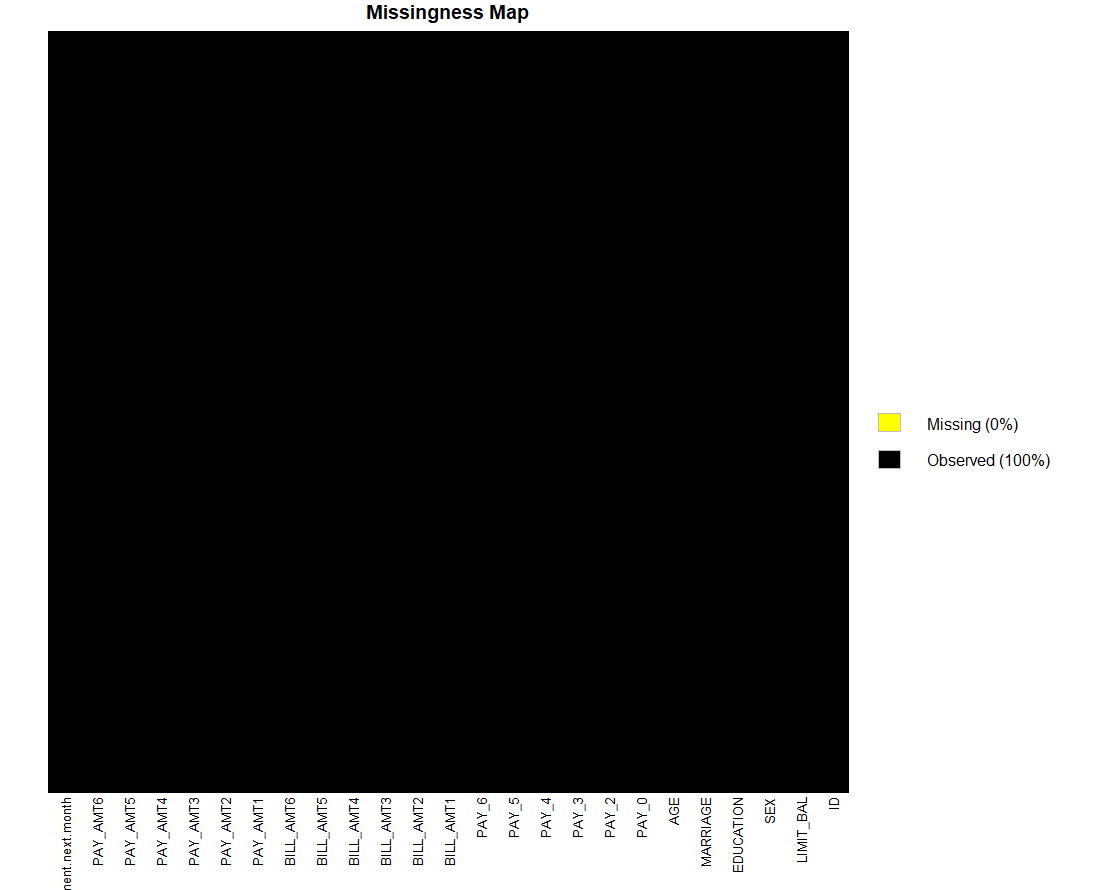 Missingness Map
Missing (0%)
Observed (100%)
nent.next.month
PAY_AMT6
PAY_AMT5
PAY_AMT4
PAY_AMT3
PAY_AMT2
PAY_AMT1
BILL_AMT6
BILL_AMT5
BILL_AMT4
BILL_AMT3
BILL_AMT2
BILL_AMT1
PAY_6
PAY_5
PAY_4
PAY_3
PAY_2
PAY_0
AGE
MARRIAGE
EDUCATION
SEX
LIMIT_BAL
ID